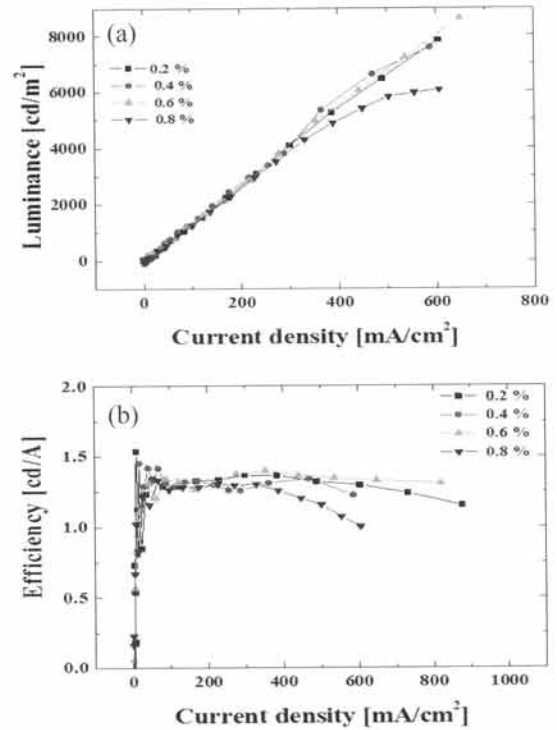 (a)
0.2 %
0.4 %
0.6 %
0.8 %
Luminance [cd/m²]
8000
6000
4000
2000
0
0 200 400 600 800
Current density [mA/cm²]
(b)
0.2 %
0.4 %
0.6 %
0.8 %
Efficiency [cd/A]
2.0
1.5
1.0
0.5
0.0
0 200 400 600 800 1000
Current density [mA/cm²]